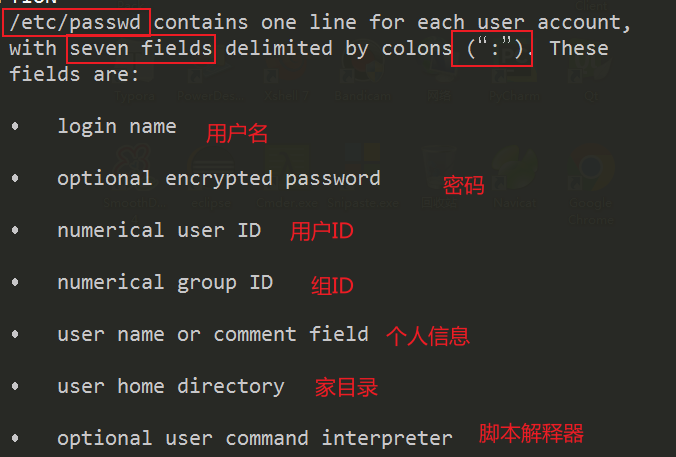 /etc/passwd contains one line for each user account,
with seven fields delimited by colons (“:”). These
fields are:
• login name 用户名
• optional encrypted password 密码
• numerical user ID 用户ID
• numerical group ID 组ID
• user name or comment field 个人信息
• user home directory 家目录
• optional user command interpreter 脚本解释器